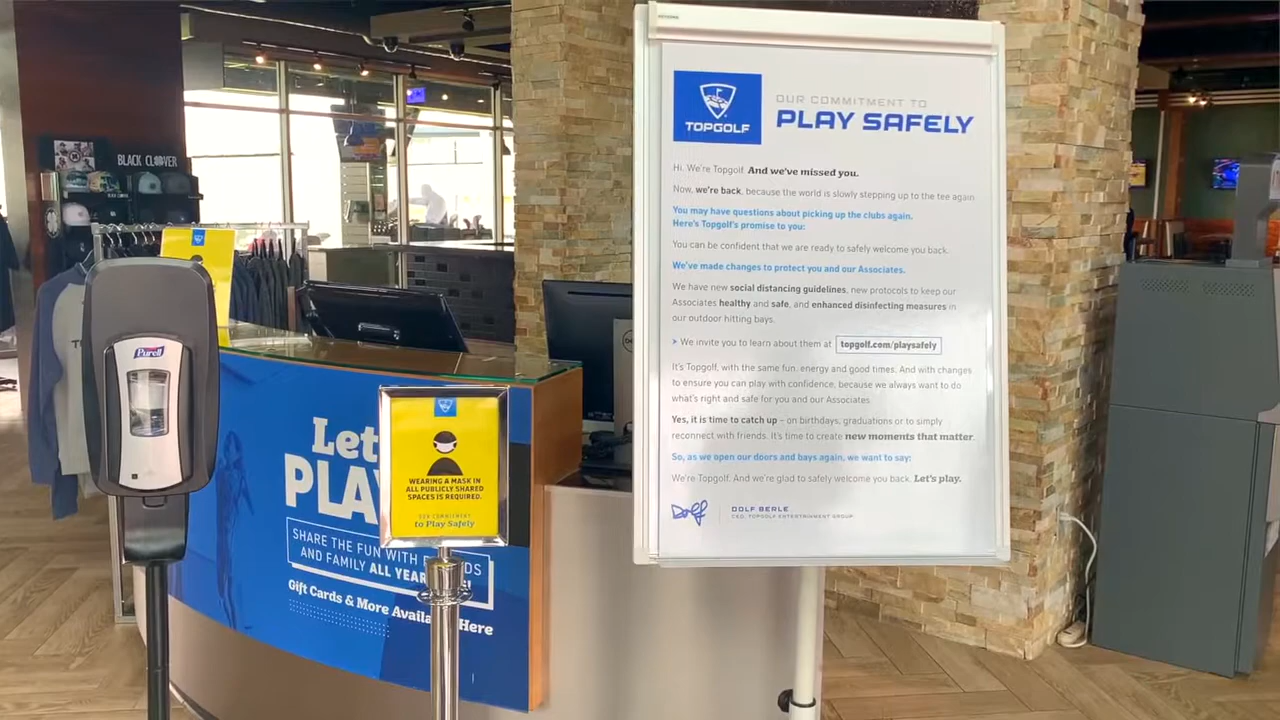 BLACK CLOVER
Purell
Let
PLA
SHARE THE FUN WITH
AND FAMILY ALL YEAR
Gift Cards & More Available Here
WEARING A MASK IN
ALL PUBLICLY SHARED
SPACES IS REQUIRED.
OUR COMMITMENT
to Play Safely
TOPGOLF
OUR COMMITMENT TO
PLAY SAFELY
Hi. We're Topgolf. And we've missed you.
Now, we're back, because the world is slowly stepping up to the tee again
You may have questions about picking up the clubs again.
Here's Topgolf's promise to you:
You can be confident that we are ready to safely welcome you back.
We've made changes to protect you and our Associates.
We have new social distancing guidelines, new protocols to keep our
Associates healthy and safe, and enhanced disinfecting measures in
our outdoor hitting bays.
> We invite you to learn about them at topgolf.com/playsafely
It's Topgolf, with the same fun, energy and good times. And with changes
to ensure you can play with confidence, because we always want to do
what's right and safe for you and our Associates
Yes, it is time to catch up – on birthdays, graduations or to simply
reconnect with friends. It's time to create new moments that matter.
So, as we open our doors and bays again, we want to say:
We're Topgolf. And we're glad to safely welcome you back. Let's play.
Dolf
DOLF BERLE
CEO, TOPGOLF ENTERTAINMENT GROUP